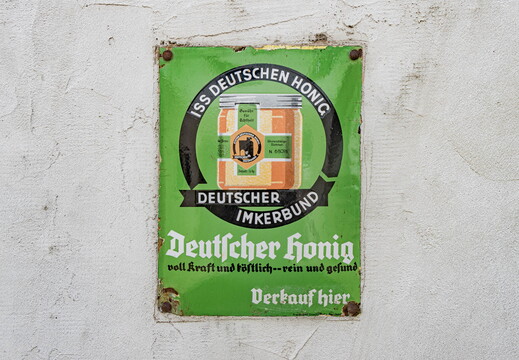 ISS DEUTSCHEN HONIG
DEUTSCHER
IMKERBUND
Deutſcher Honig
voll Kraft und köſtlich--rein und geſund
Verkauf hier